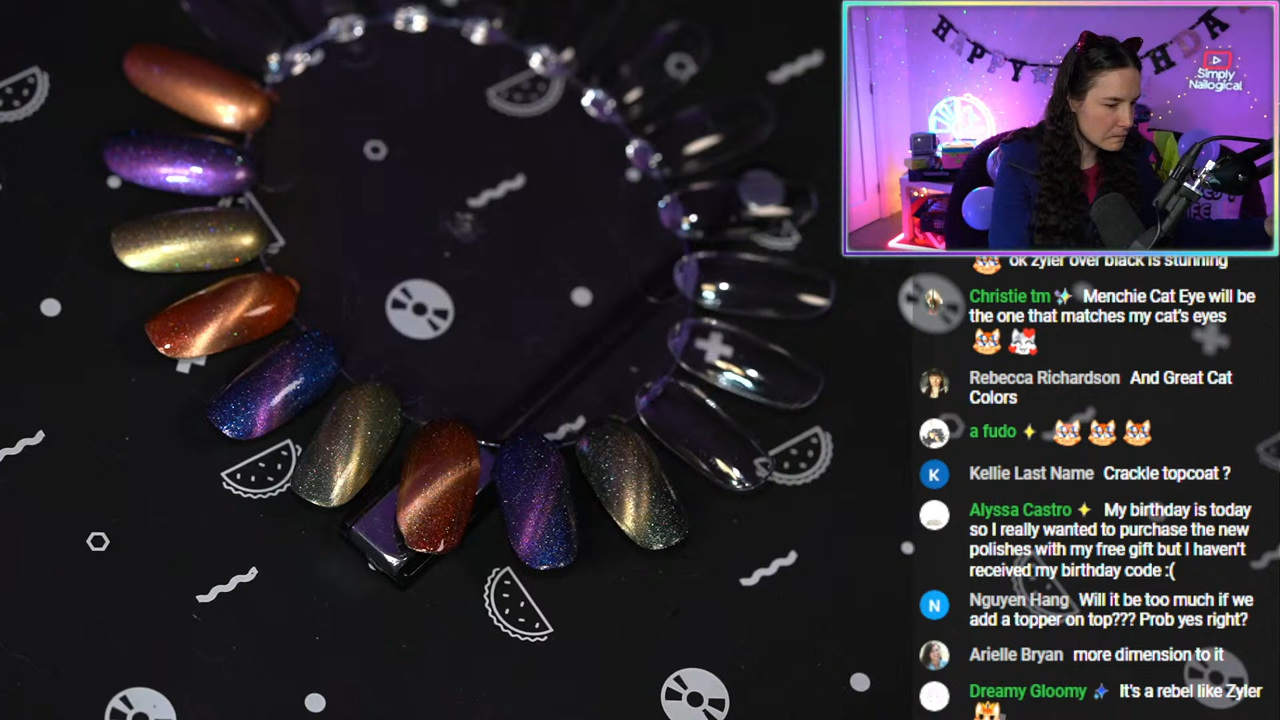 HAPPY
HDA
Simply
Nailogical
ok zyler over black is stunning
Christie tm Menchie Cat Eye will be
the one that matches my cat's eyes
Rebecca Richardson And Great Cat
Colors
a fudo
K
Kellie Last Name Crackle topcoat ?
Alyssa Castro My birthday is today
so I really wanted to purchase the new
polishes with my free gift but I haven't
received my birthday code :(
N
Nguyen Hang Will it be too much if we
add a topper on top??? Prob yes right?
Arielle Bryan more dimension to it
Dreamy Gloomy It's a rebel like Zyler